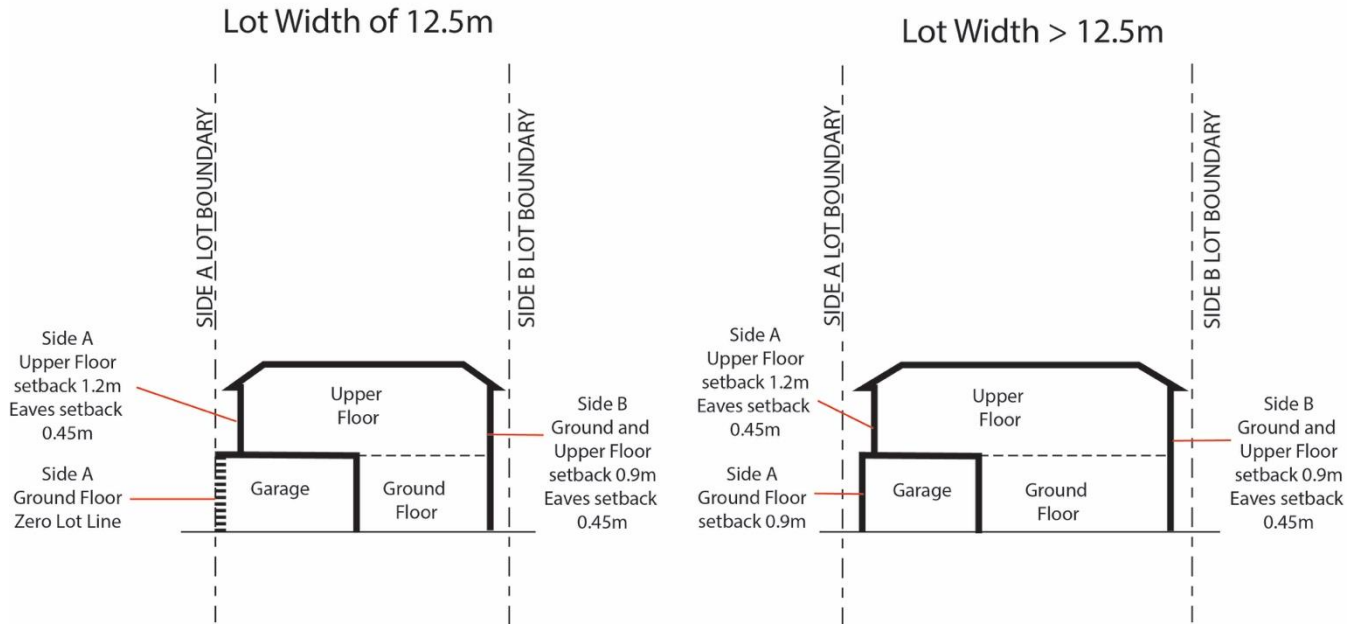 Lot Width of 12.5m
SIDE A LOT BOUNDARY
SIDE B LOT BOUNDARY
Side A
Upper Floor
setback 1.2m
Eaves setback
0.45m
Side A
Ground Floor
Zero Lot Line
Upper
Floor
Garage
Ground
Floor
Side B
Ground and
Upper Floor
setback 0.9m
Eaves setback
0.45m
Lot Width > 12.5m
SIDE A LOT BOUNDARY
SIDE B LOT BOUNDARY
Side A
Upper Floor
setback 1.2m
Eaves setback
0.45m
Side A
Ground Floor
setback 0.9m
Upper
Floor
Garage
Ground
Floor
Side B
Ground and
Upper Floor
setback 0.9m
Eaves setback
0.45m